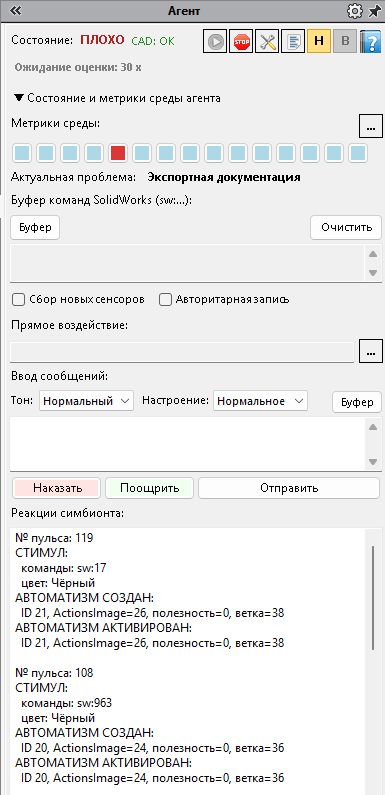 Агент
Состояние: ПЛОХО CAD: OK
STOP H B ?
Ожидание оценки: 30 x
▼ Состояние и метрики среды агента
Метрики среды:
...
Актуальная проблема: Экспортная документация
Буфер команд SolidWorks (sw:...):
Буфер Очистить
Сбор новых сенсоров Авторитарная запись
Прямое воздействие:
...
Ввод сообщений:
Тон: Нормальный Настроение: Нормальное Буфер
Наказать Поощрить Отправить
Реакции симбионта:
№ пульса: 119
СТИМУЛ:
команды: sw:17
цвет: Чёрный
АВТОМАТИЗМ СОЗДАН:
ID 21, ActionsImage=26, полезность=0, ветка=38
АВТОМАТИЗМ АКТИВИРОВАН:
ID 21, ActionsImage=26, полезность=0, ветка=38
№ пульса: 108
СТИМУЛ:
команды: sw:963
цвет: Чёрный
АВТОМАТИЗМ СОЗДАН:
ID 20, ActionsImage=24, полезность=0, ветка=36
АВТОМАТИЗМ АКТИВИРОВАН:
ID 20, ActionsImage=24, полезность=0, ветка=36